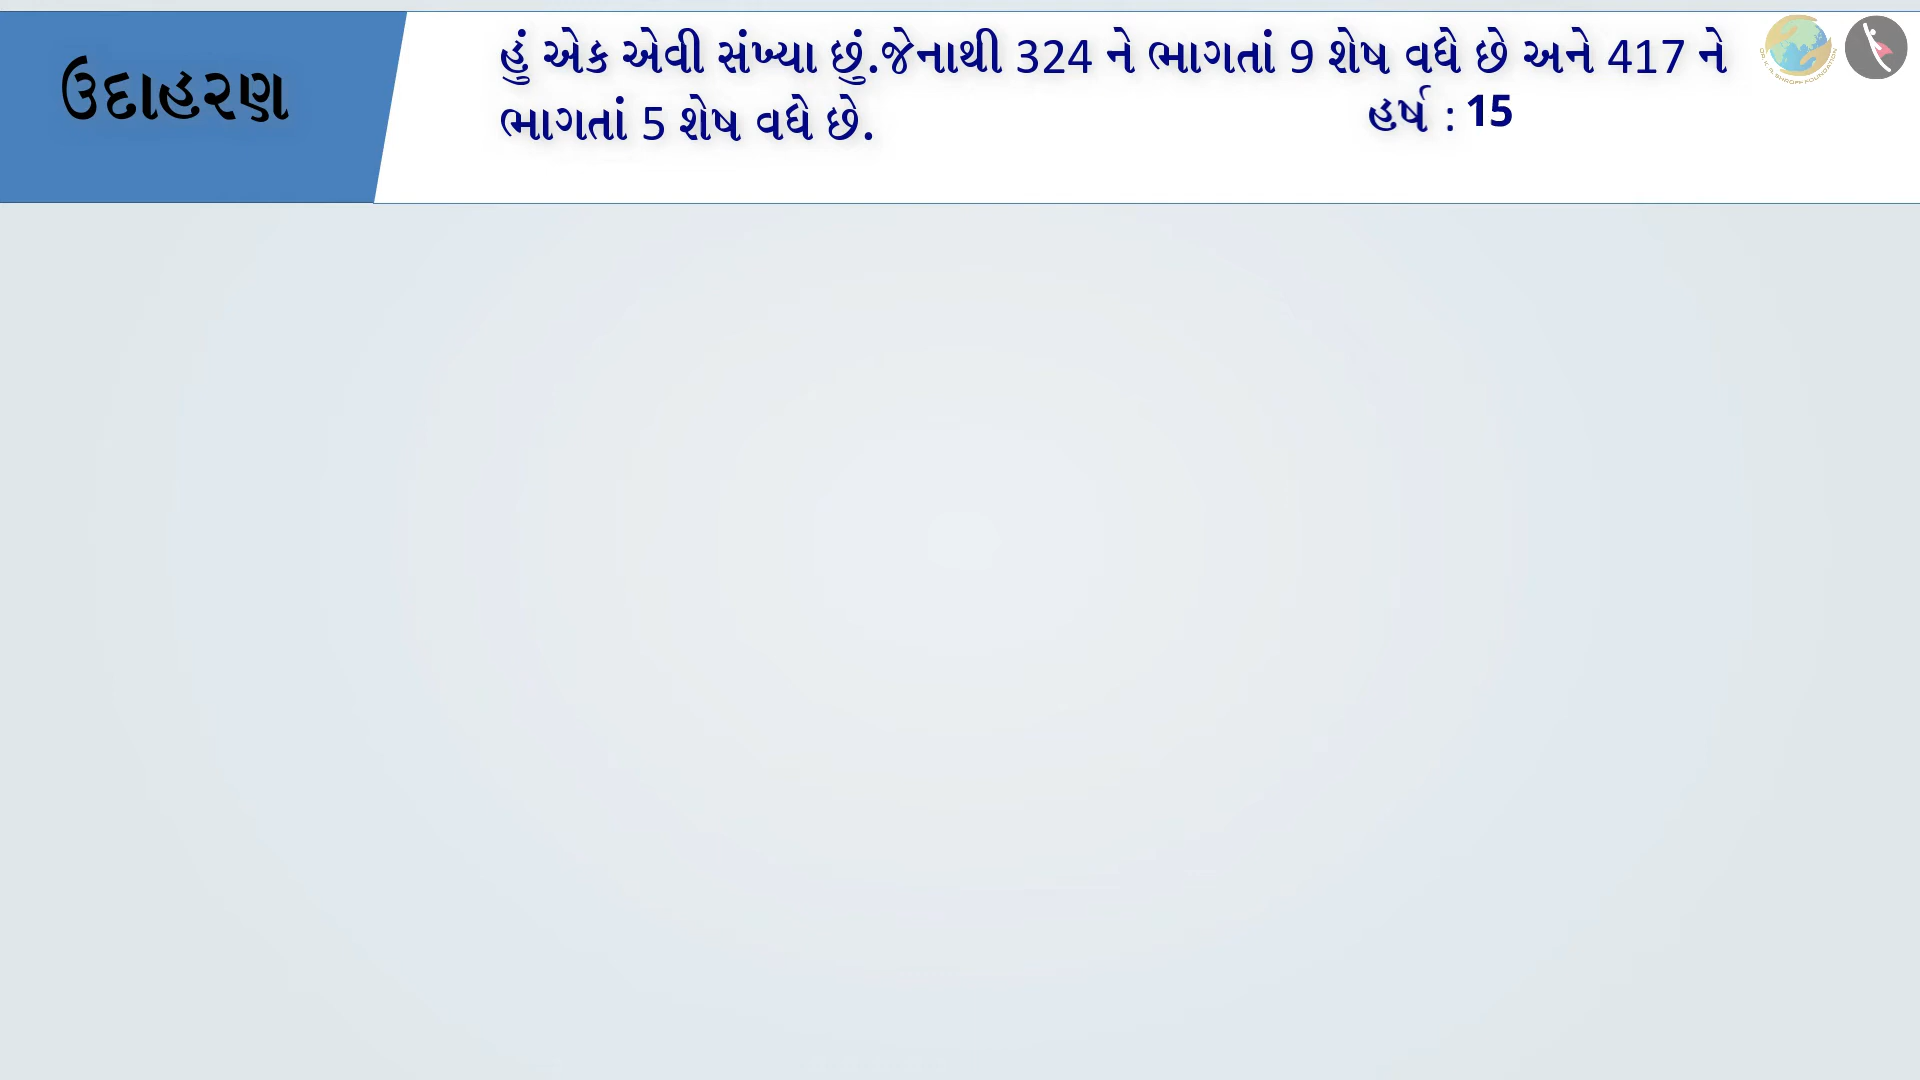 ઉદાહરણ
હું એક એવી સંખ્યા છું.જેનાથી 324 ને ભાગતાં 9 શેષ વધે છે અને 417 ને
ભાગતાં 5 શેષ વધે છે.
હર્ષ : 15